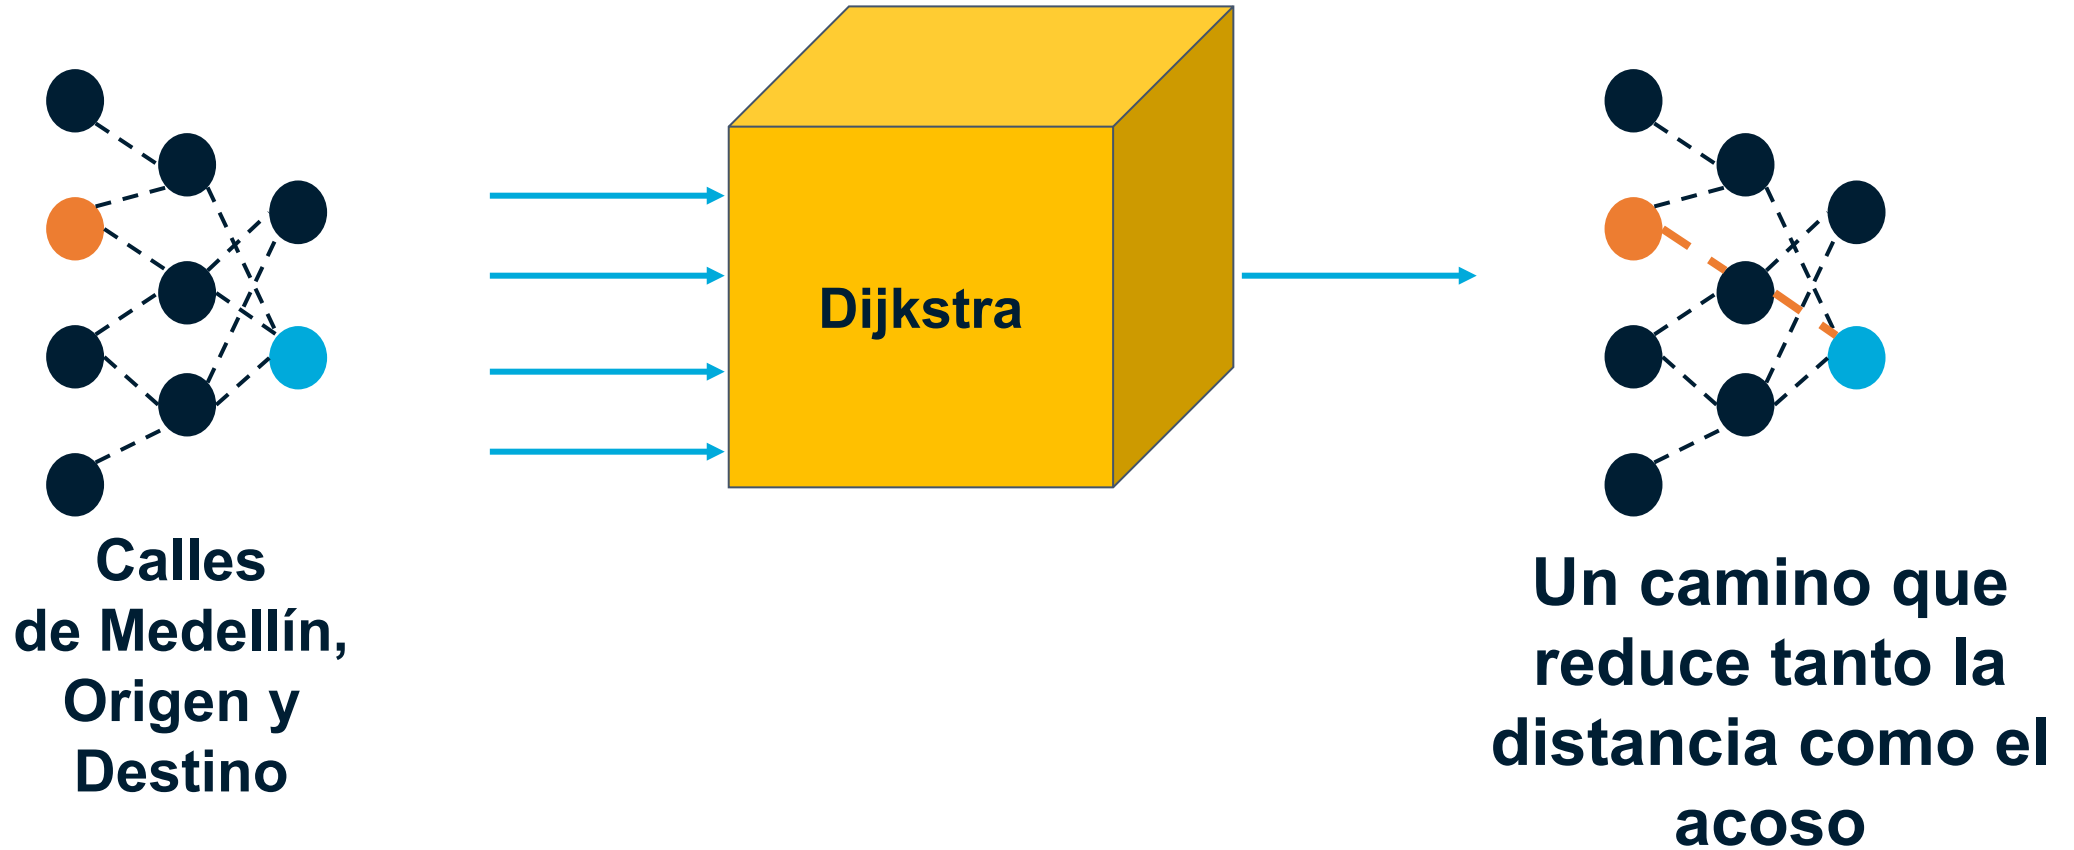 Dijkstra
Calles
de Medellín,
Origen y
Destino
Un camino que
reduce tanto la
distancia como el
acoso